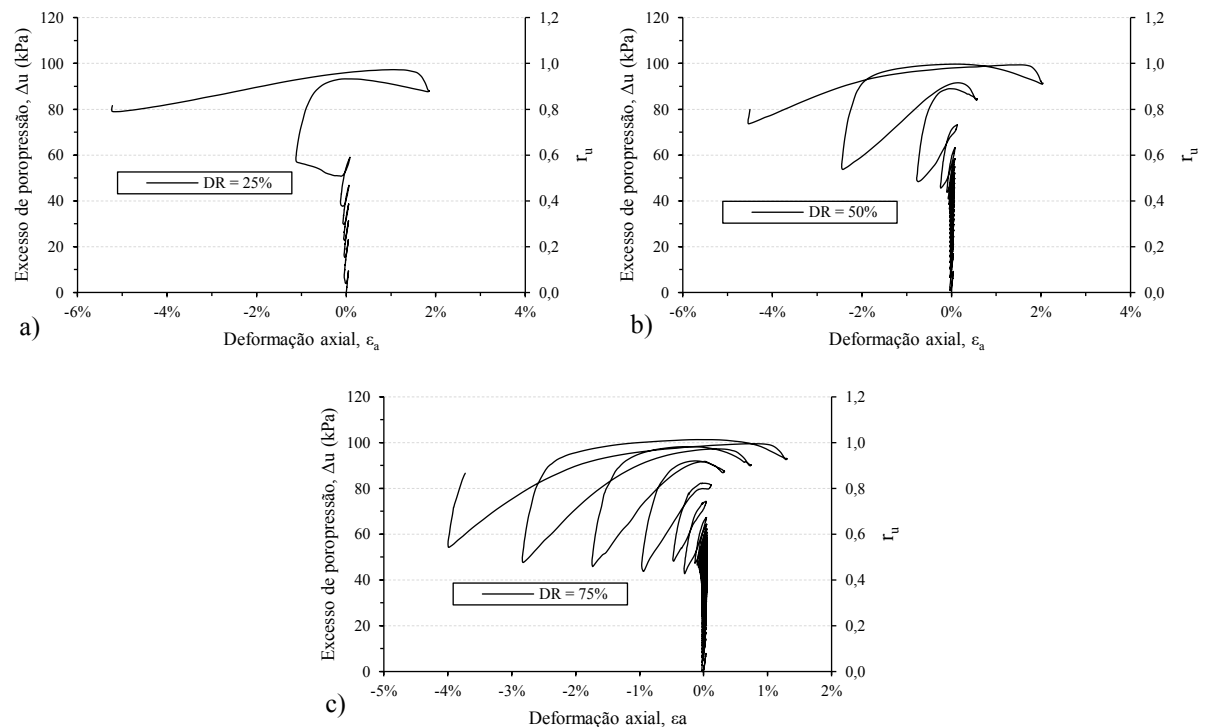 120
100
80
60
40
20
0
Excesso de poropressão, Δu (kPa)
1,2
1,0
0,8
0,6
0,4
0,2
0,0
r_u
DR = 25%
-6% -4% -2% 0% 2% 4%
Deformação axial, ε_a
a)
120
100
80
60
40
20
0
Excesso de poropressão, Δu (kPa)
1,2
1,0
0,8
0,6
0,4
0,2
0,0
r_u
DR = 50%
-6% -4% -2% 0% 2% 4%
Deformação axial, ε_a
b)
120
100
80
60
40
20
0
Excesso de poropressão, Δu (kPa)
1,2
1,0
0,8
0,6
0,4
0,2
0,0
r_u
DR = 75%
-5% -4% -3% -2% -1% 0% 1% 2%
Deformação axial, εa
c)